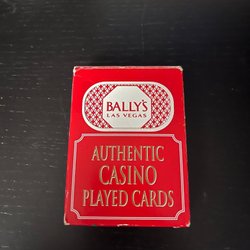 BALLY'S
LAS VEGAS
AUTHENTIC
CASINO
PLAYED CARDS